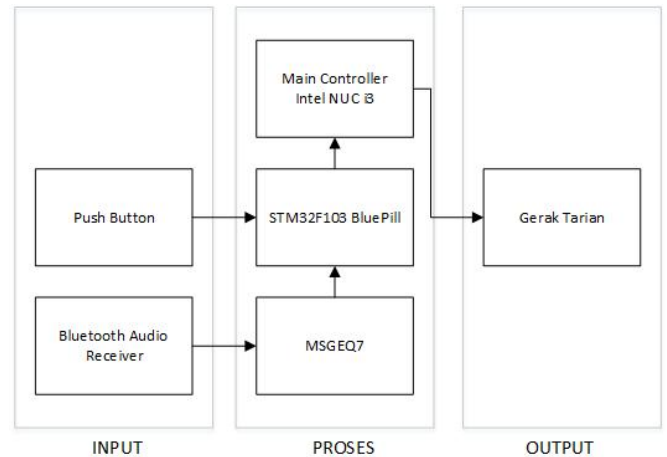 Main Controller
Intel NUC i3
Push Button
STM32F103 BluePill
Gerak Tarian
Bluetooth Audio
Receiver
MSGEQ7
INPUT
PROSES
OUTPUT